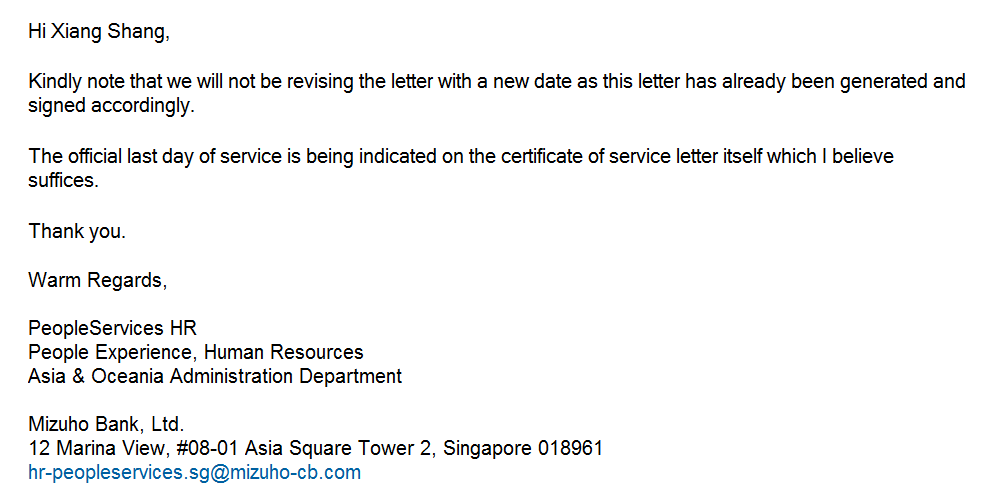 Hi Xiang Shang,
Kindly note that we will not be revising the letter with a new date as this letter has already been generated and
signed accordingly.
The official last day of service is being indicated on the certificate of service letter itself which I believe
suffices.
Thank you.
Warm Regards,
PeopleServices HR
People Experience, Human Resources
Asia & Oceania Administration Department
Mizuho Bank, Ltd.
12 Marina View, #08-01 Asia Square Tower 2, Singapore 018961
hr-peopleservices.sg@mizuho-cb.com